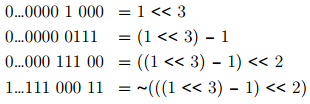 0...0000 1 000 = 1 << 3
0...0000 0111 = (1 << 3) − 1
0...000 111 00 = ((1 << 3) − 1) << 2
1...111 000 11 = ~(((1 << 3) − 1) << 2)